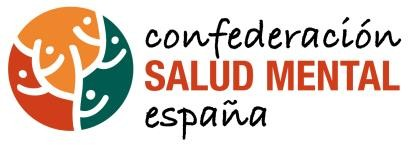 confederación
SALUD MENTAL
españa